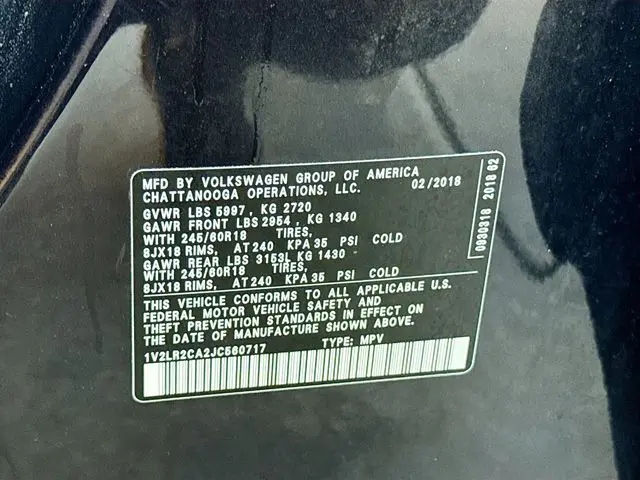 MFD BY VOLKSWAGEN GROUP OF AMERICA
CHATTANOOGA OPERATIONS, LLC. 02/2018
GVWR LBS 5997 , KG 2720
GAWR FRONT LBS 2954 , KG 1340
WITH 245/60R18 TIRES,
8JX18 RIMS, AT 240 KPA 35 PSI COLD
GAWR REAR LBS 3153L KG 1430
WITH 245/60R18 TIRES,
8JX18 RIMS, AT 240 KPA 35 PSI COLD
THIS VEHICLE CONFORMS TO ALL APPLICABLE U.S.
FEDERAL MOTOR VEHICLE SAFETY AND
THEFT PREVENTION STANDARDS IN EFFECT ON
THE DATE OF MANUFACTURE SHOWN ABOVE.
1V2LR2CA2JC560717 TYPE: MPV
0930318 2018 02